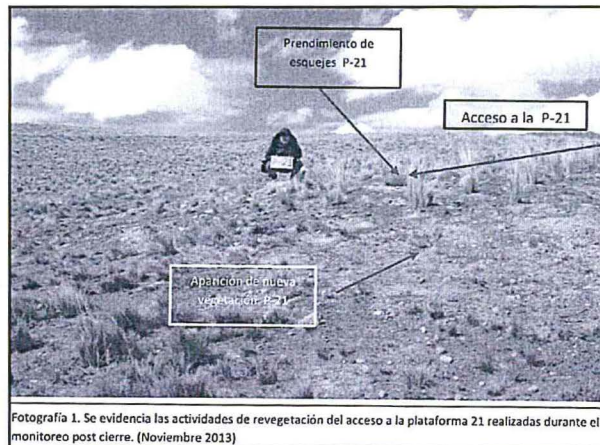 Prendimiento de
esquejes P-21
Acceso a la P-21
Aparición de nueva
vegetación P-21
Fotografía 1. Se evidencia las actividades de revegetación del acceso a la plataforma 21 realizadas durante el
monitoreo post cierre. (Noviembre 2013)